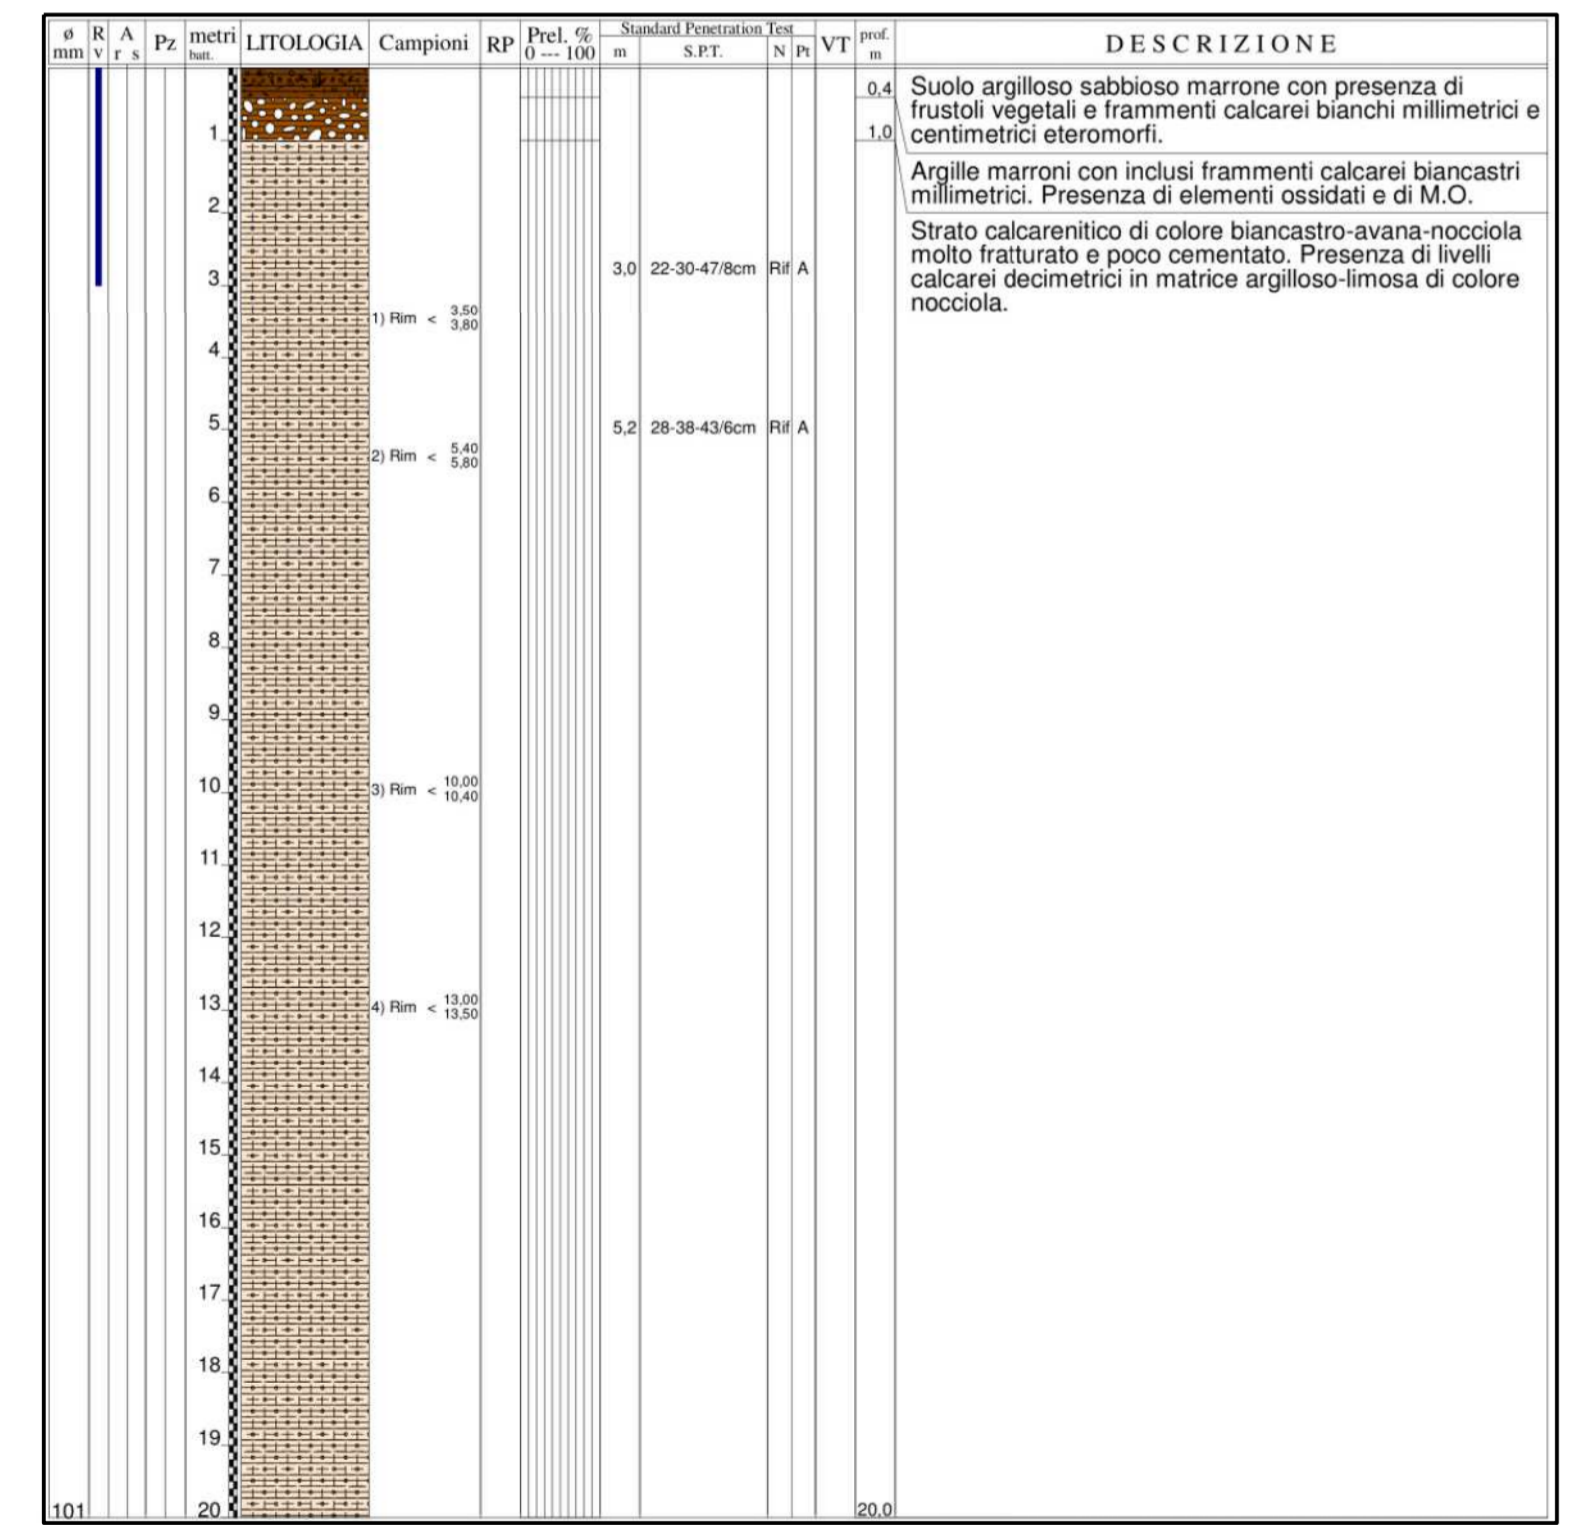 ø mm R v A r s Pz metri batt. LITOLOGIA Campioni RP Prel. % 0 --- 100 Standard Penetration Test m S.P.T. N Pt VT prof. m DESCRIZIONE
0,4 Suolo argilloso sabbioso marrone con presenza di
frustoli vegetali e frammenti calcarei bianchi millimetrici e
1 1,0 centimetrici eteromorfi.
Argille marroni con inclusi frammenti calcarei biancastri
2 millimetrici. Presenza di elementi ossidati e di M.O.
Strato calcarenitico di colore biancastro-avana-nocciola
molto fratturato e poco cementato. Presenza di livelli
3 3,0 22-30-47/8cm Rif A calcarei decimetrici in matrice argilloso-limosa di colore
nocciola.
1) Rim < 3,50 3,80
4
5 5,2 28-38-43/6cm Rif A
2) Rim < 5,40 5,80
6
7
8
9
10 3) Rim < 10,00 10,40
11
12
13 4) Rim < 13,00 13,50
14
15
16
17
18
19
101 20 20,0